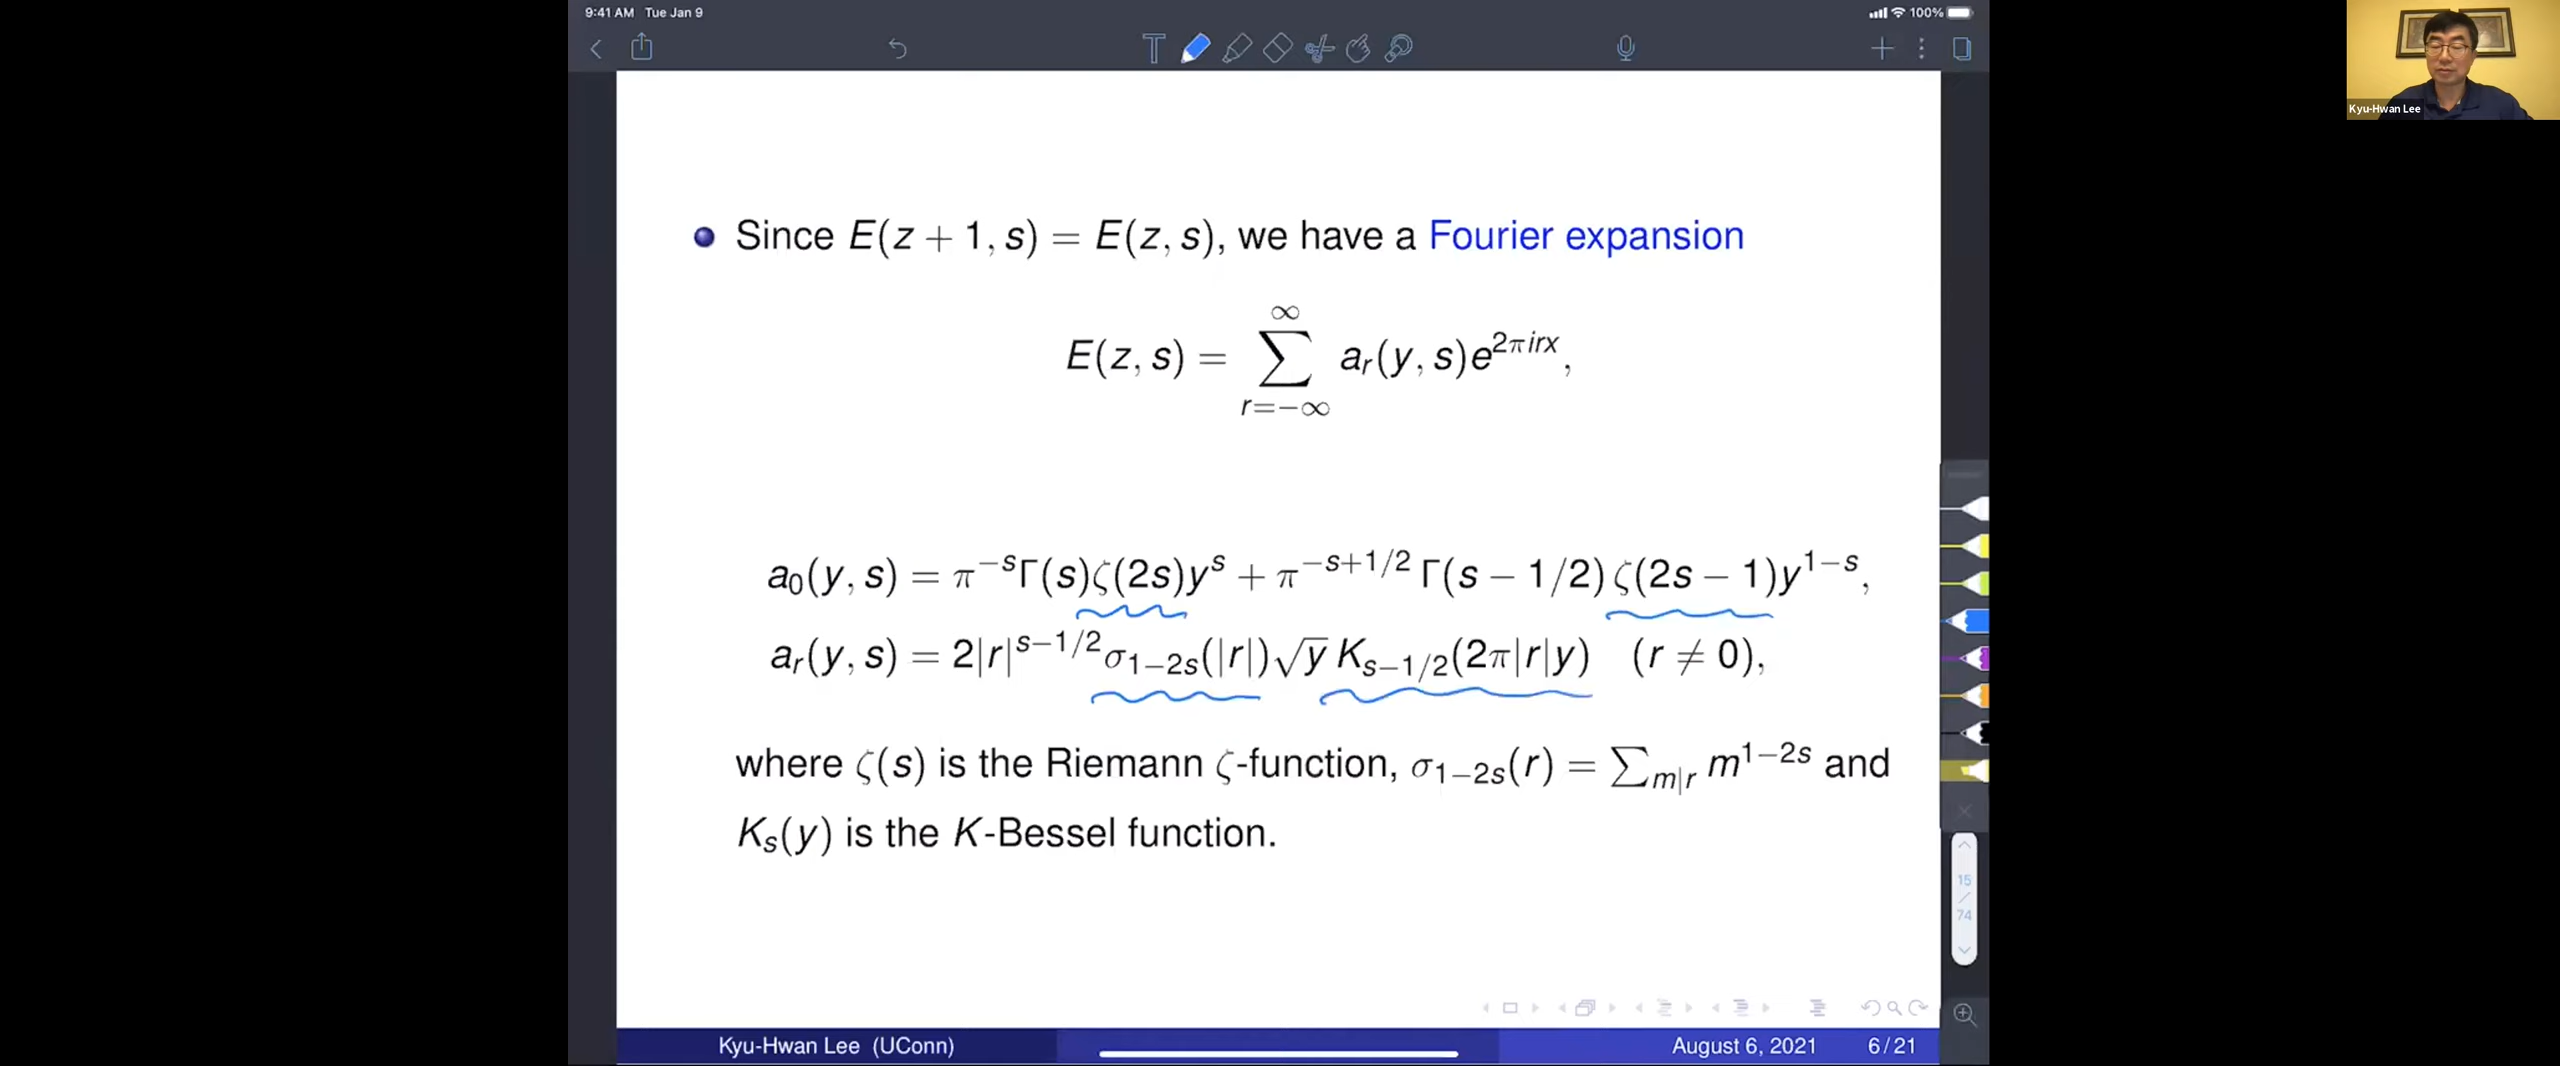 9:41 AM Tue Jan 9
100%
Kyu-Hwan Lee
Since E(z + 1, s) = E(z, s), we have a Fourier expansion
E(z, s) = ∑_{r=−∞}^{∞} a_r(y, s)e^{2πirx},
a_0(y, s) = π^{−s}Γ(s)ζ(2s)y^s + π^{−s+1/2} Γ(s − 1/2) ζ(2s − 1)y^{1−s},
a_r(y, s) = 2|r|^{s−1/2} σ_{1−2s}(|r|)√y K_{s−1/2}(2π|r|y) (r ≠ 0),
where ζ(s) is the Riemann ζ-function, σ_{1−2s}(r) = ∑_{m|r} m^{1−2s} and
K_s(y) is the K-Bessel function.
15
/
74
Kyu-Hwan Lee (UConn) August 6, 2021 6 / 21